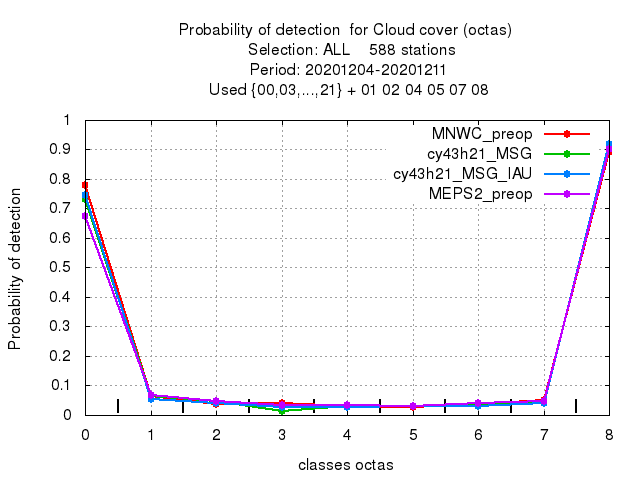 Probability of detection  for Cloud cover (octas)
Selection: ALL    588 stations
Period: 20201204-20201211
Used {00,03,...,21} + 01 02 04 05 07 08
MNWC_preop
cy43h21_MSG
cy43h21_MSG_IAU
MEPS2_preop
Probability of detection
1
0.9
0.8
0.7
0.6
0.5
0.4
0.3
0.2
0.1
0
0 1 2 3 4 5 6 7 8
classes octas